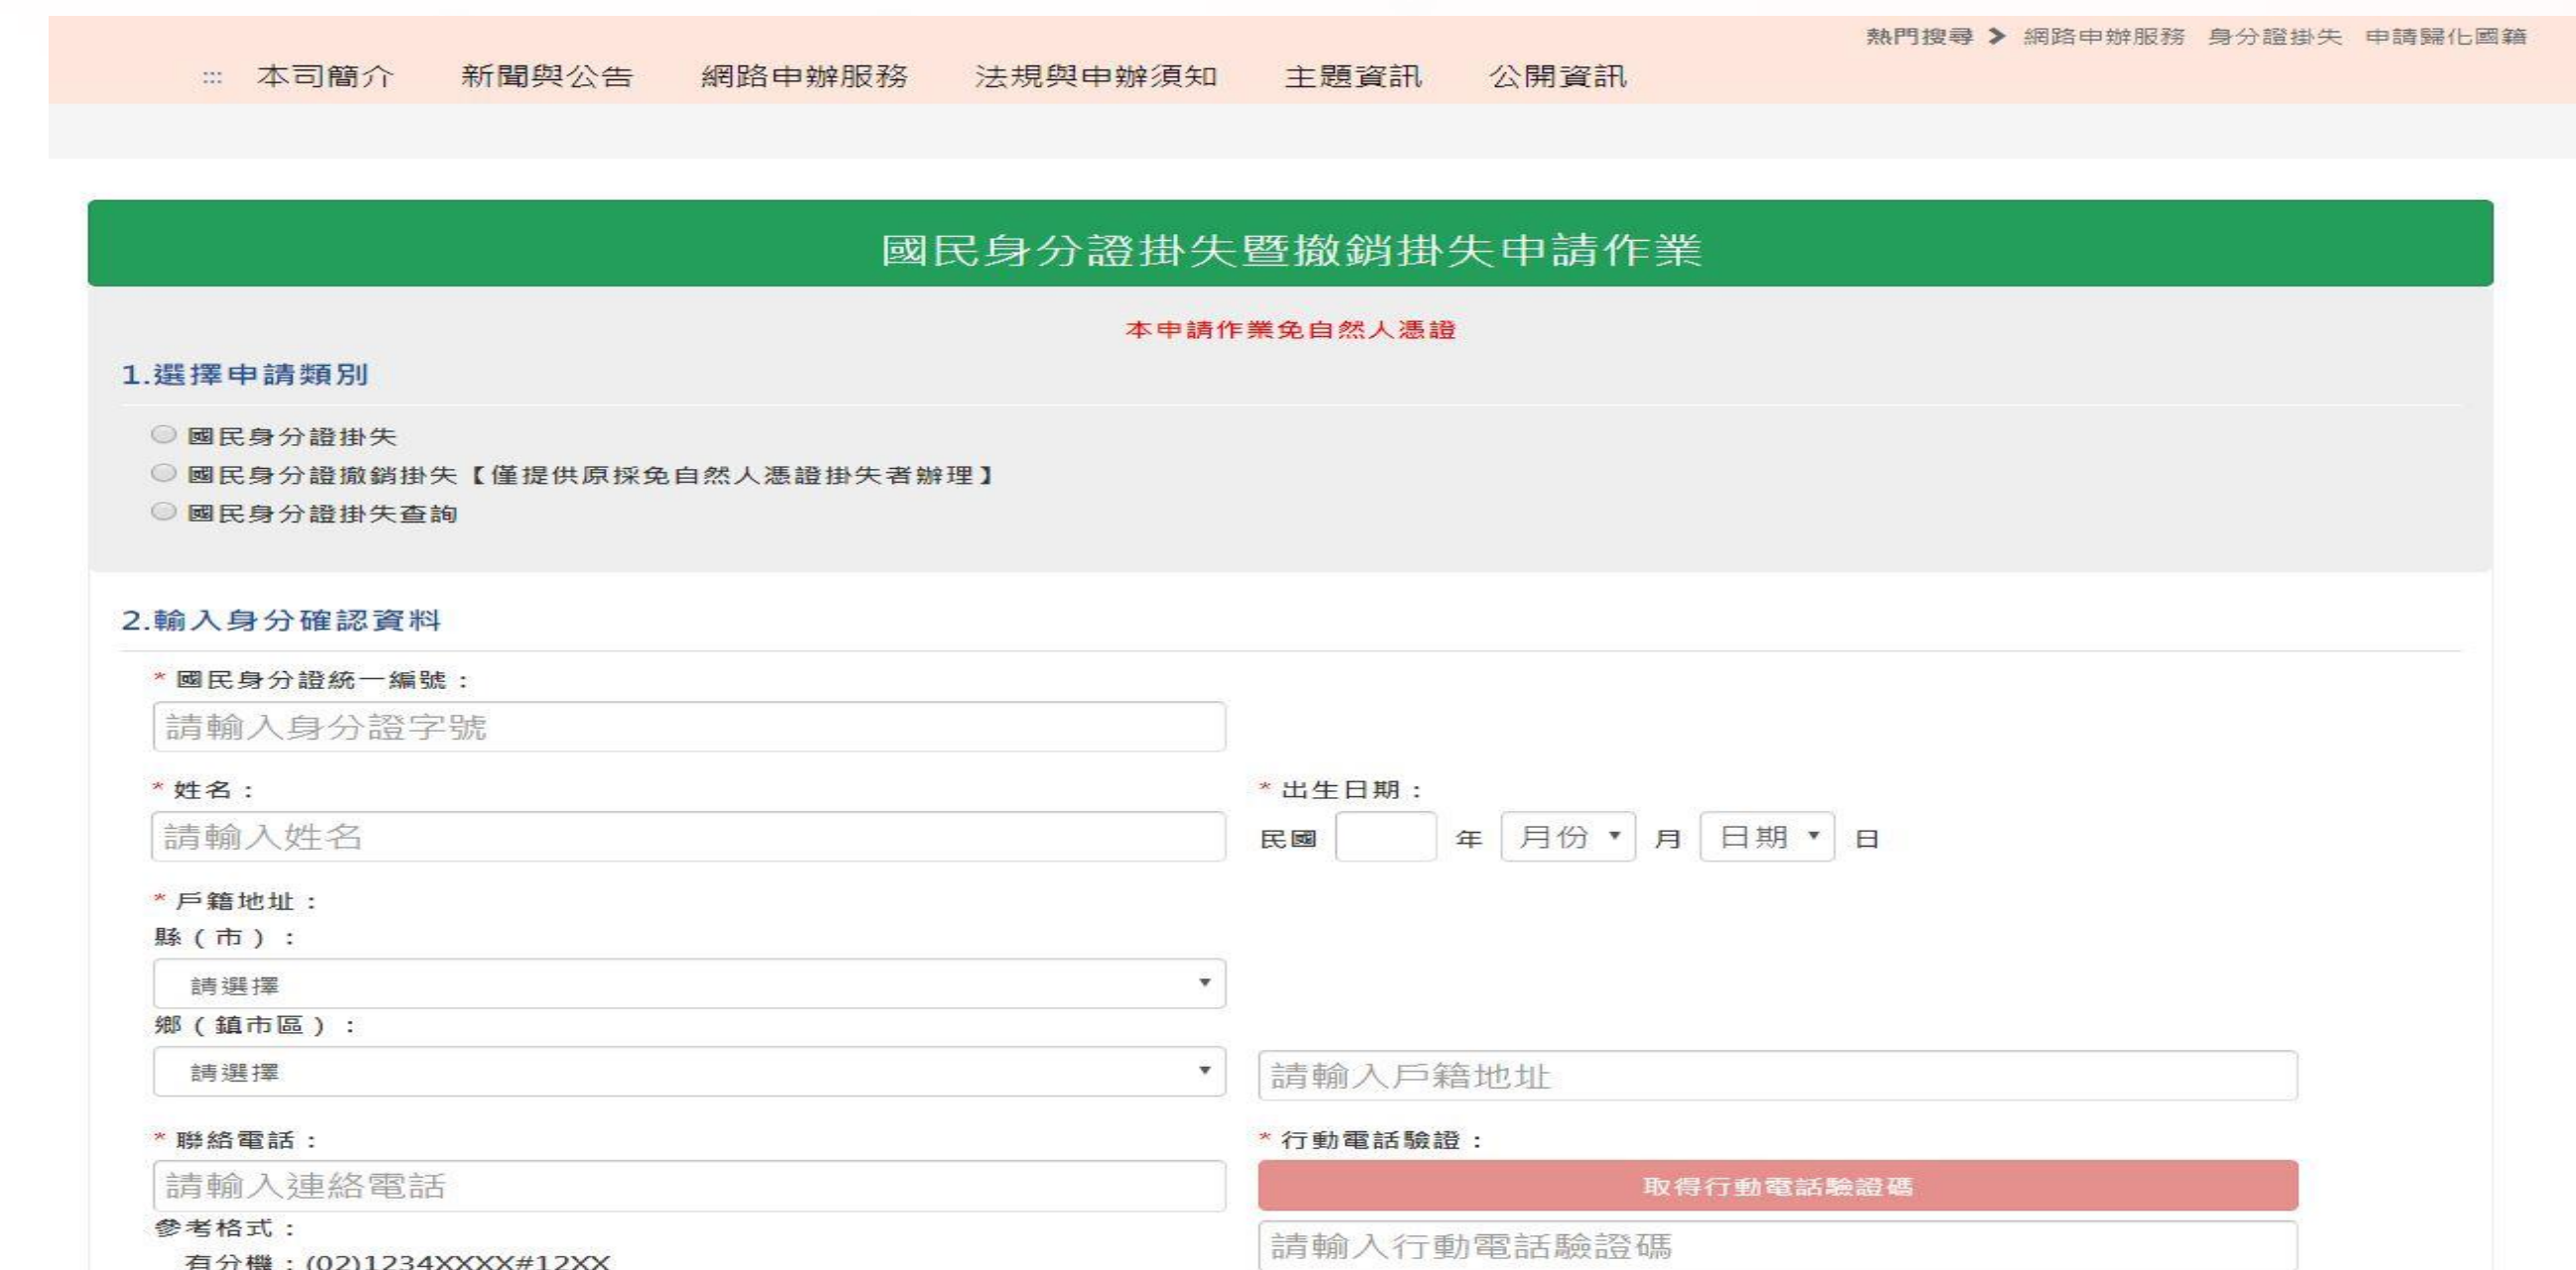 熱門搜尋 > 網路申辦服務 身分證掛失 申請歸化國籍
::: 本司簡介 新聞與公告 網路申辦服務 法規與申辦須知 主題資訊 公開資訊
國民身分證掛失暨撤銷掛失申請作業
本申請作業免自然人憑證
1.選擇申請類別
國民身分證掛失
國民身分證撤銷掛失【僅提供原採免自然人憑證掛失者辦理】
國民身分證掛失查詢
2.輸入身分確認資料
*國民身分證統一編號：
請輸入身分證字號
*姓名：
請輸入姓名
*出生日期：
民國 年 月份 月 日期 日
*戶籍地址：
縣（市）：
請選擇
鄉（鎮市區）：
請選擇
請輸入戶籍地址
*聯絡電話：
請輸入連絡電話
參考格式：
有分機：(02)1234XXXX#12XX
*行動電話驗證：
取得行動電話驗證碼
請輸入行動電話驗證碼